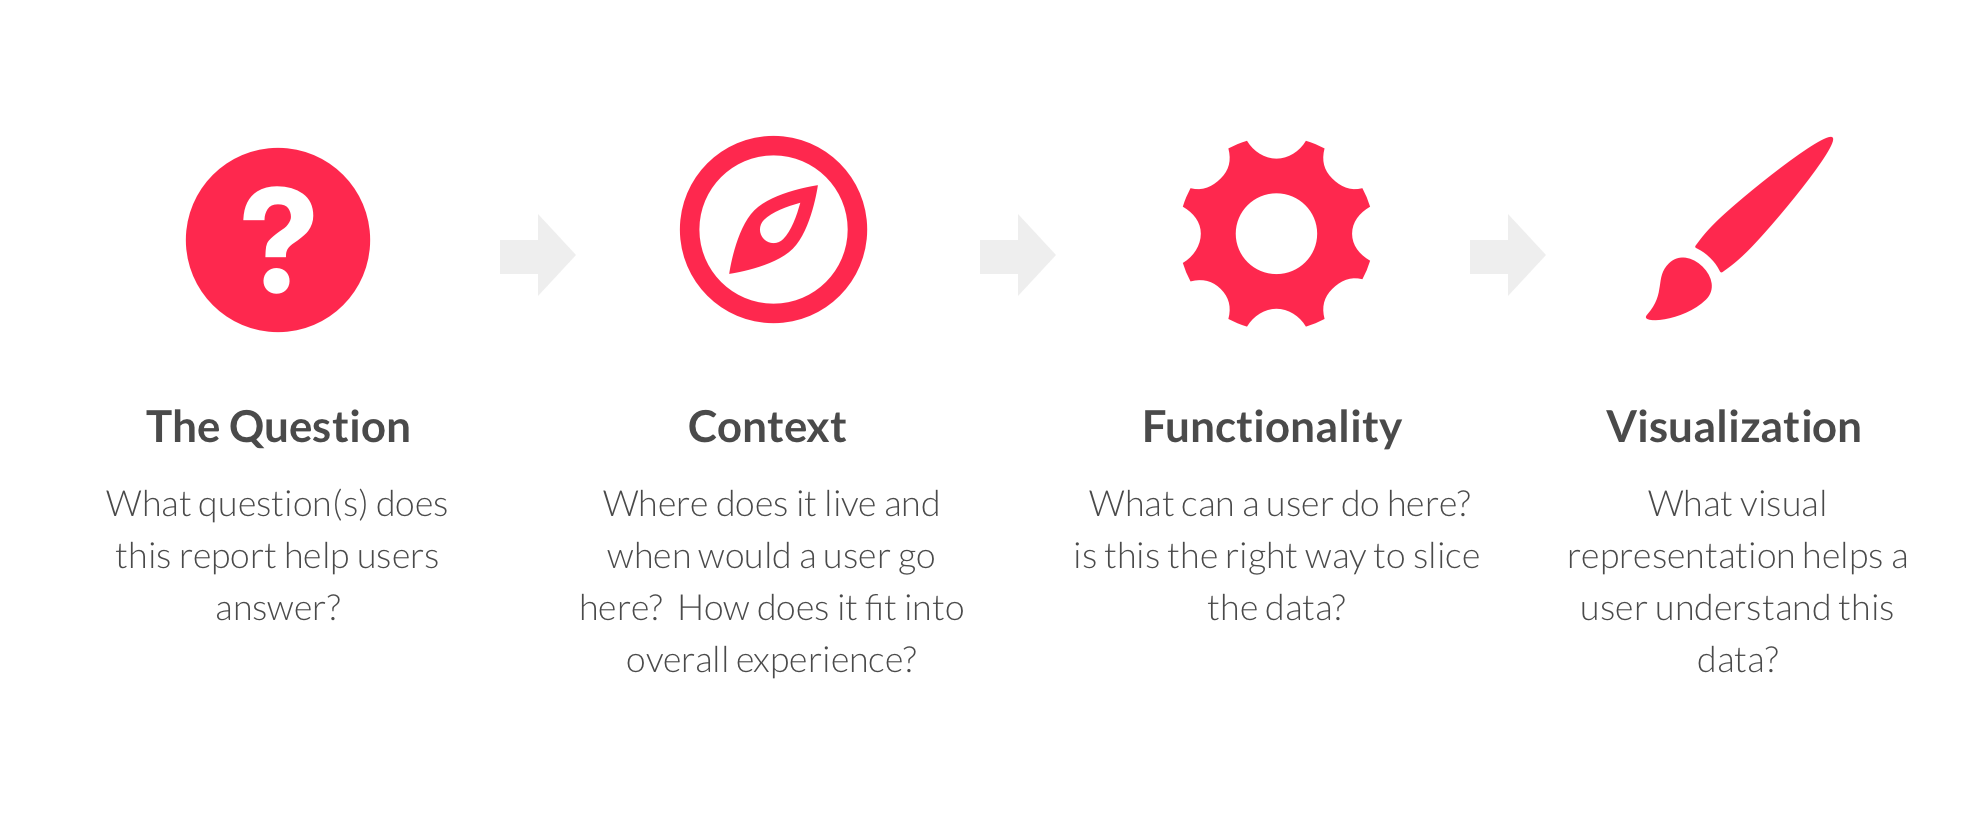 The Question
What question(s) does
this report help users
answer?
Context
Where does it live and
when would a user go
here?  How does it fit into
overall experience?
Functionality
What can a user do here?
is this the right way to slice
the data?
Visualization
What visual
representation helps a
user understand this
data?